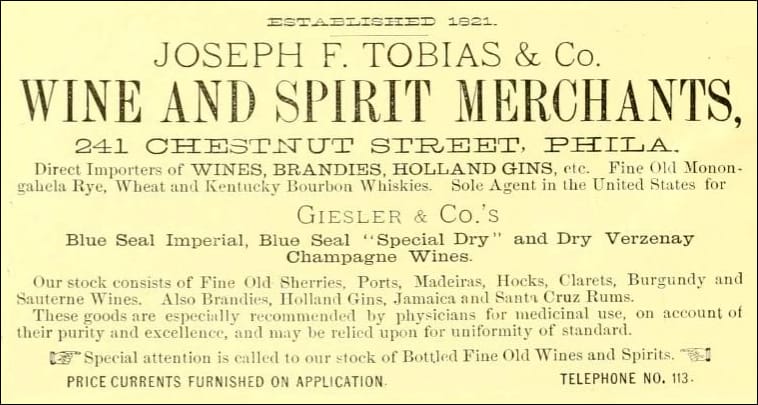 ESTABLISHED 1821.
JOSEPH F. TOBIAS & Co.
WINE AND SPIRIT MERCHANTS,
241 CHESTNUT STREET, PHILA.
Direct Importers of WINES, BRANDIES, HOLLAND GINS, etc. Fine Old Monon-
gahela Rye, Wheat and Kentucky Bourbon Whiskies. Sole Agent in the United States for
GIESLER & CO.'S
Blue Seal Imperial, Blue Seal "Special Dry" and Dry Verzenay
Champagne Wines.
Our stock consists of Fine Old Sherries, Ports, Madeiras, Hocks, Clarets, Burgundy and
Sauterne Wines. Also Brandies, Holland Gins, Jamaica and Santa Cruz Rums.
These goods are especially recommended by physicians for medicinal use, on account of
their purity and excellence, and may be relied upon for uniformity of standard.
Special attention is called to our stock of Bottled Fine Old Wines and Spirits.
PRICE CURRENTS FURNISHED ON APPLICATION. TELEPHONE NO. 113.